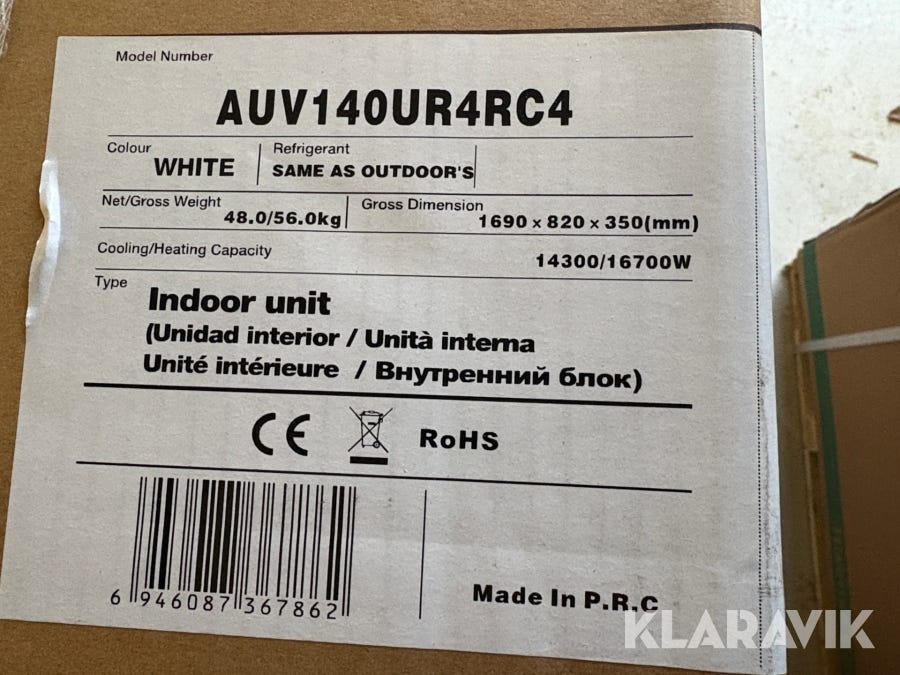 Model Number
AUV140UR4RC4
Colour
WHITE
Refrigerant
SAME AS OUTDOOR'S
Net/Gross Weight
48.0/56.0kg
Gross Dimension
1690 x 820 x 350(mm)
Cooling/Heating Capacity
14300/16700W
Type
Indoor unit
(Unidad interior / Unità interna
Unité intérieure / Внутренний блок)
CE
RoHS
6 946087 367862
Made In P.R.C
KLARAVIK